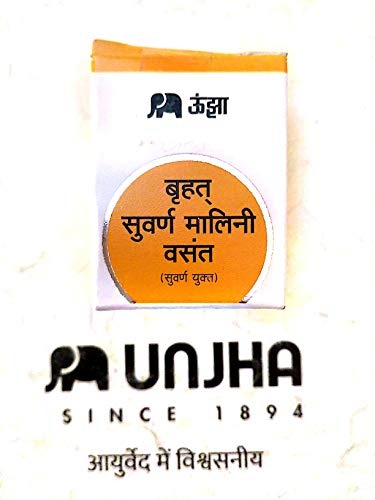 ऊंझा
बृहत्
सुवर्ण मालिनी
वसंत
(सुवर्ण युक्त)
UNJHA
SINCE 1894
आयुर्वेद में विश्वसनीय